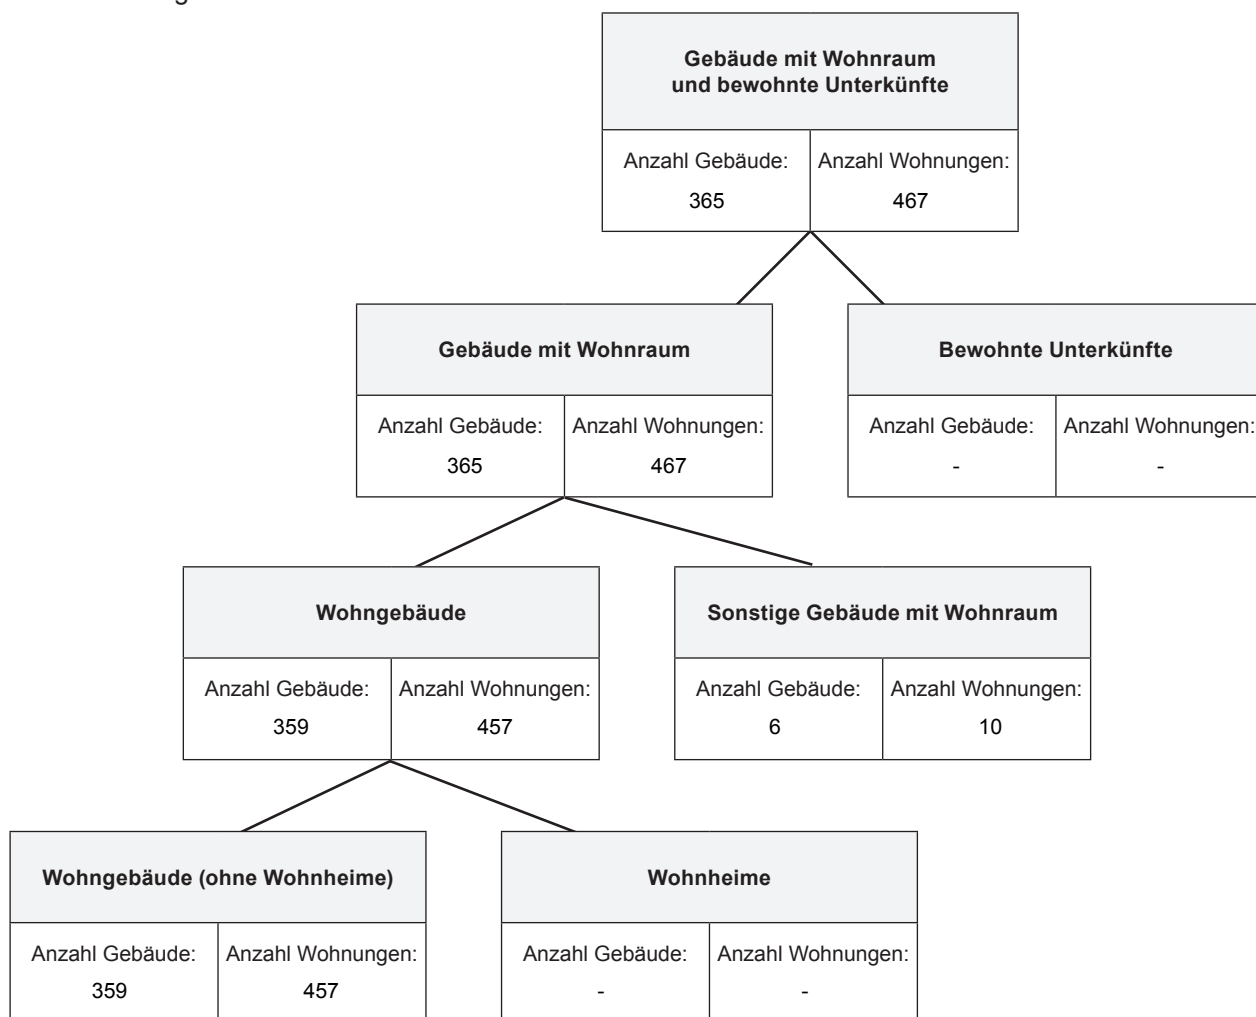 Gebäude mit Wohnraum
und bewohnte Unterkünfte
Anzahl Gebäude: Anzahl Wohnungen:
365 467
Gebäude mit Wohnraum
Bewohnte Unterkünfte
Anzahl Gebäude: Anzahl Wohnungen:
365 467
Anzahl Gebäude: Anzahl Wohnungen:
- -
Wohngebäude
Sonstige Gebäude mit Wohnraum
Anzahl Gebäude: Anzahl Wohnungen:
359 457
Anzahl Gebäude: Anzahl Wohnungen:
6 10
Wohngebäude (ohne Wohnheime)
Wohnheime
Anzahl Gebäude: Anzahl Wohnungen:
359 457
Anzahl Gebäude: Anzahl Wohnungen:
- -